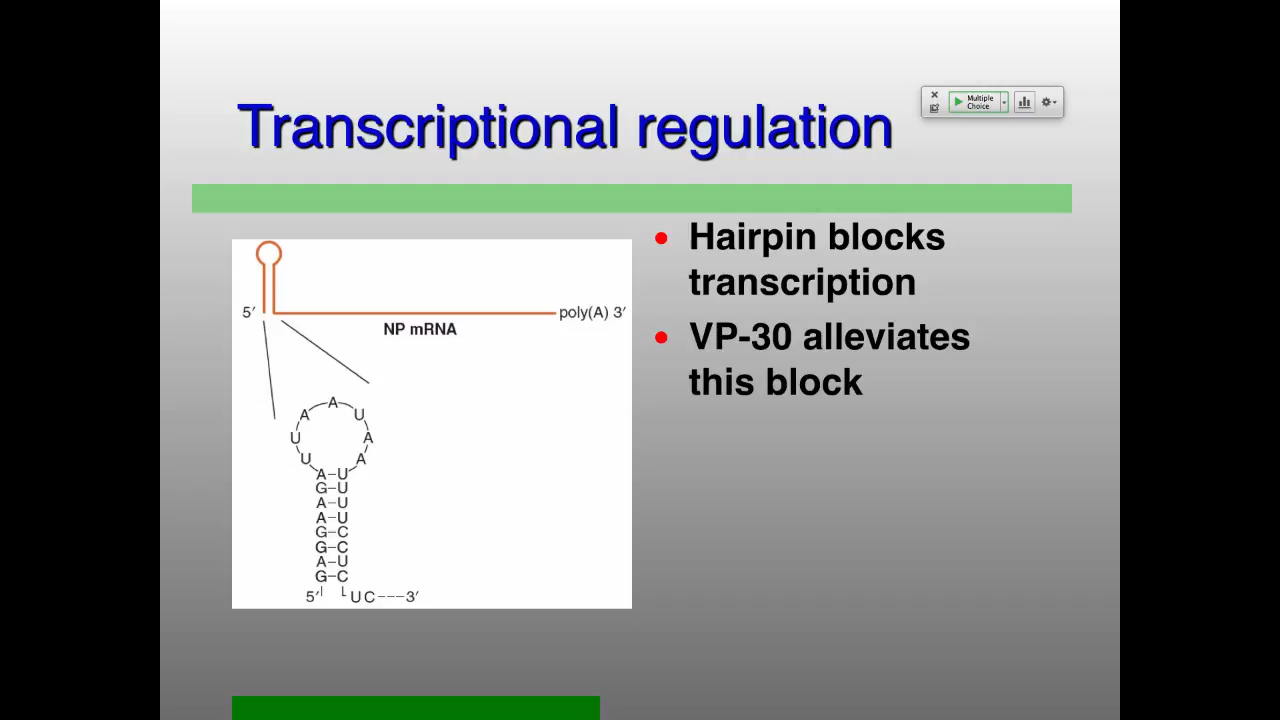 Transcriptional regulation
Multiple
Choice
Hairpin blocks
transcription
VP-30 alleviates
this block
5′ poly(A) 3′
NP mRNA
A
A U
U A
U A
A–U
G–U
A–U
A–U
G–C
G–C
A–U
G–C
5′ UC---3′